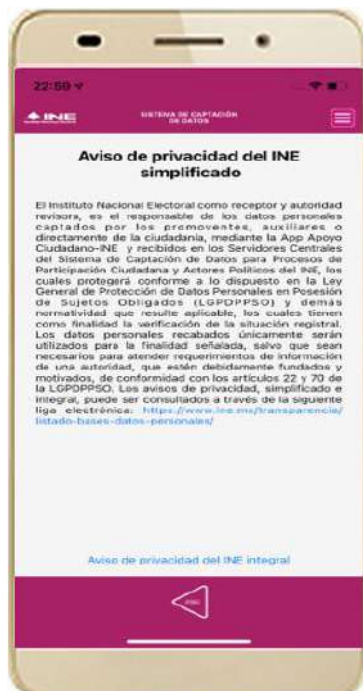 22:59
INE
SISTEMA DE CAPTACIÓN
DE DATOS
Aviso de privacidad del INE
simplificado
El Instituto Nacional Electoral como receptor y autoridad
revisora, es el responsable de los datos personales
captados por los promoventes, auxiliares o
directamente de la ciudadanía, mediante la App Apoyo
Ciudadano-INE y recibidos en los Servidores Centrales
del Sistema de Captación de Datos para Procesos de
Participación Ciudadana y Actores Políticos del INE, los
cuales protegerá conforme a lo dispuesto en la Ley
General de Protección de Datos Personales en Posesión
de Sujetos Obligados (LGPDPPSO) y demás
normatividad que resulte aplicable, los cuales tienen
como finalidad la verificación de la situación registral.
Los datos personales recabados únicamente serán
utilizados para la finalidad señalada, salvo que sean
necesarios para atender requerimientos de información
de una autoridad, que estén debidamente fundados y
motivados, de conformidad con los artículos 22 y 70 de
la LGPDPPSO. Los avisos de privacidad, simplificado e
integral, puede ser consultados a través de la siguiente
liga electrónica: https://www.ine.mx/transparencia/
listado-bases-datos-personales/
Aviso de privacidad del INE integral